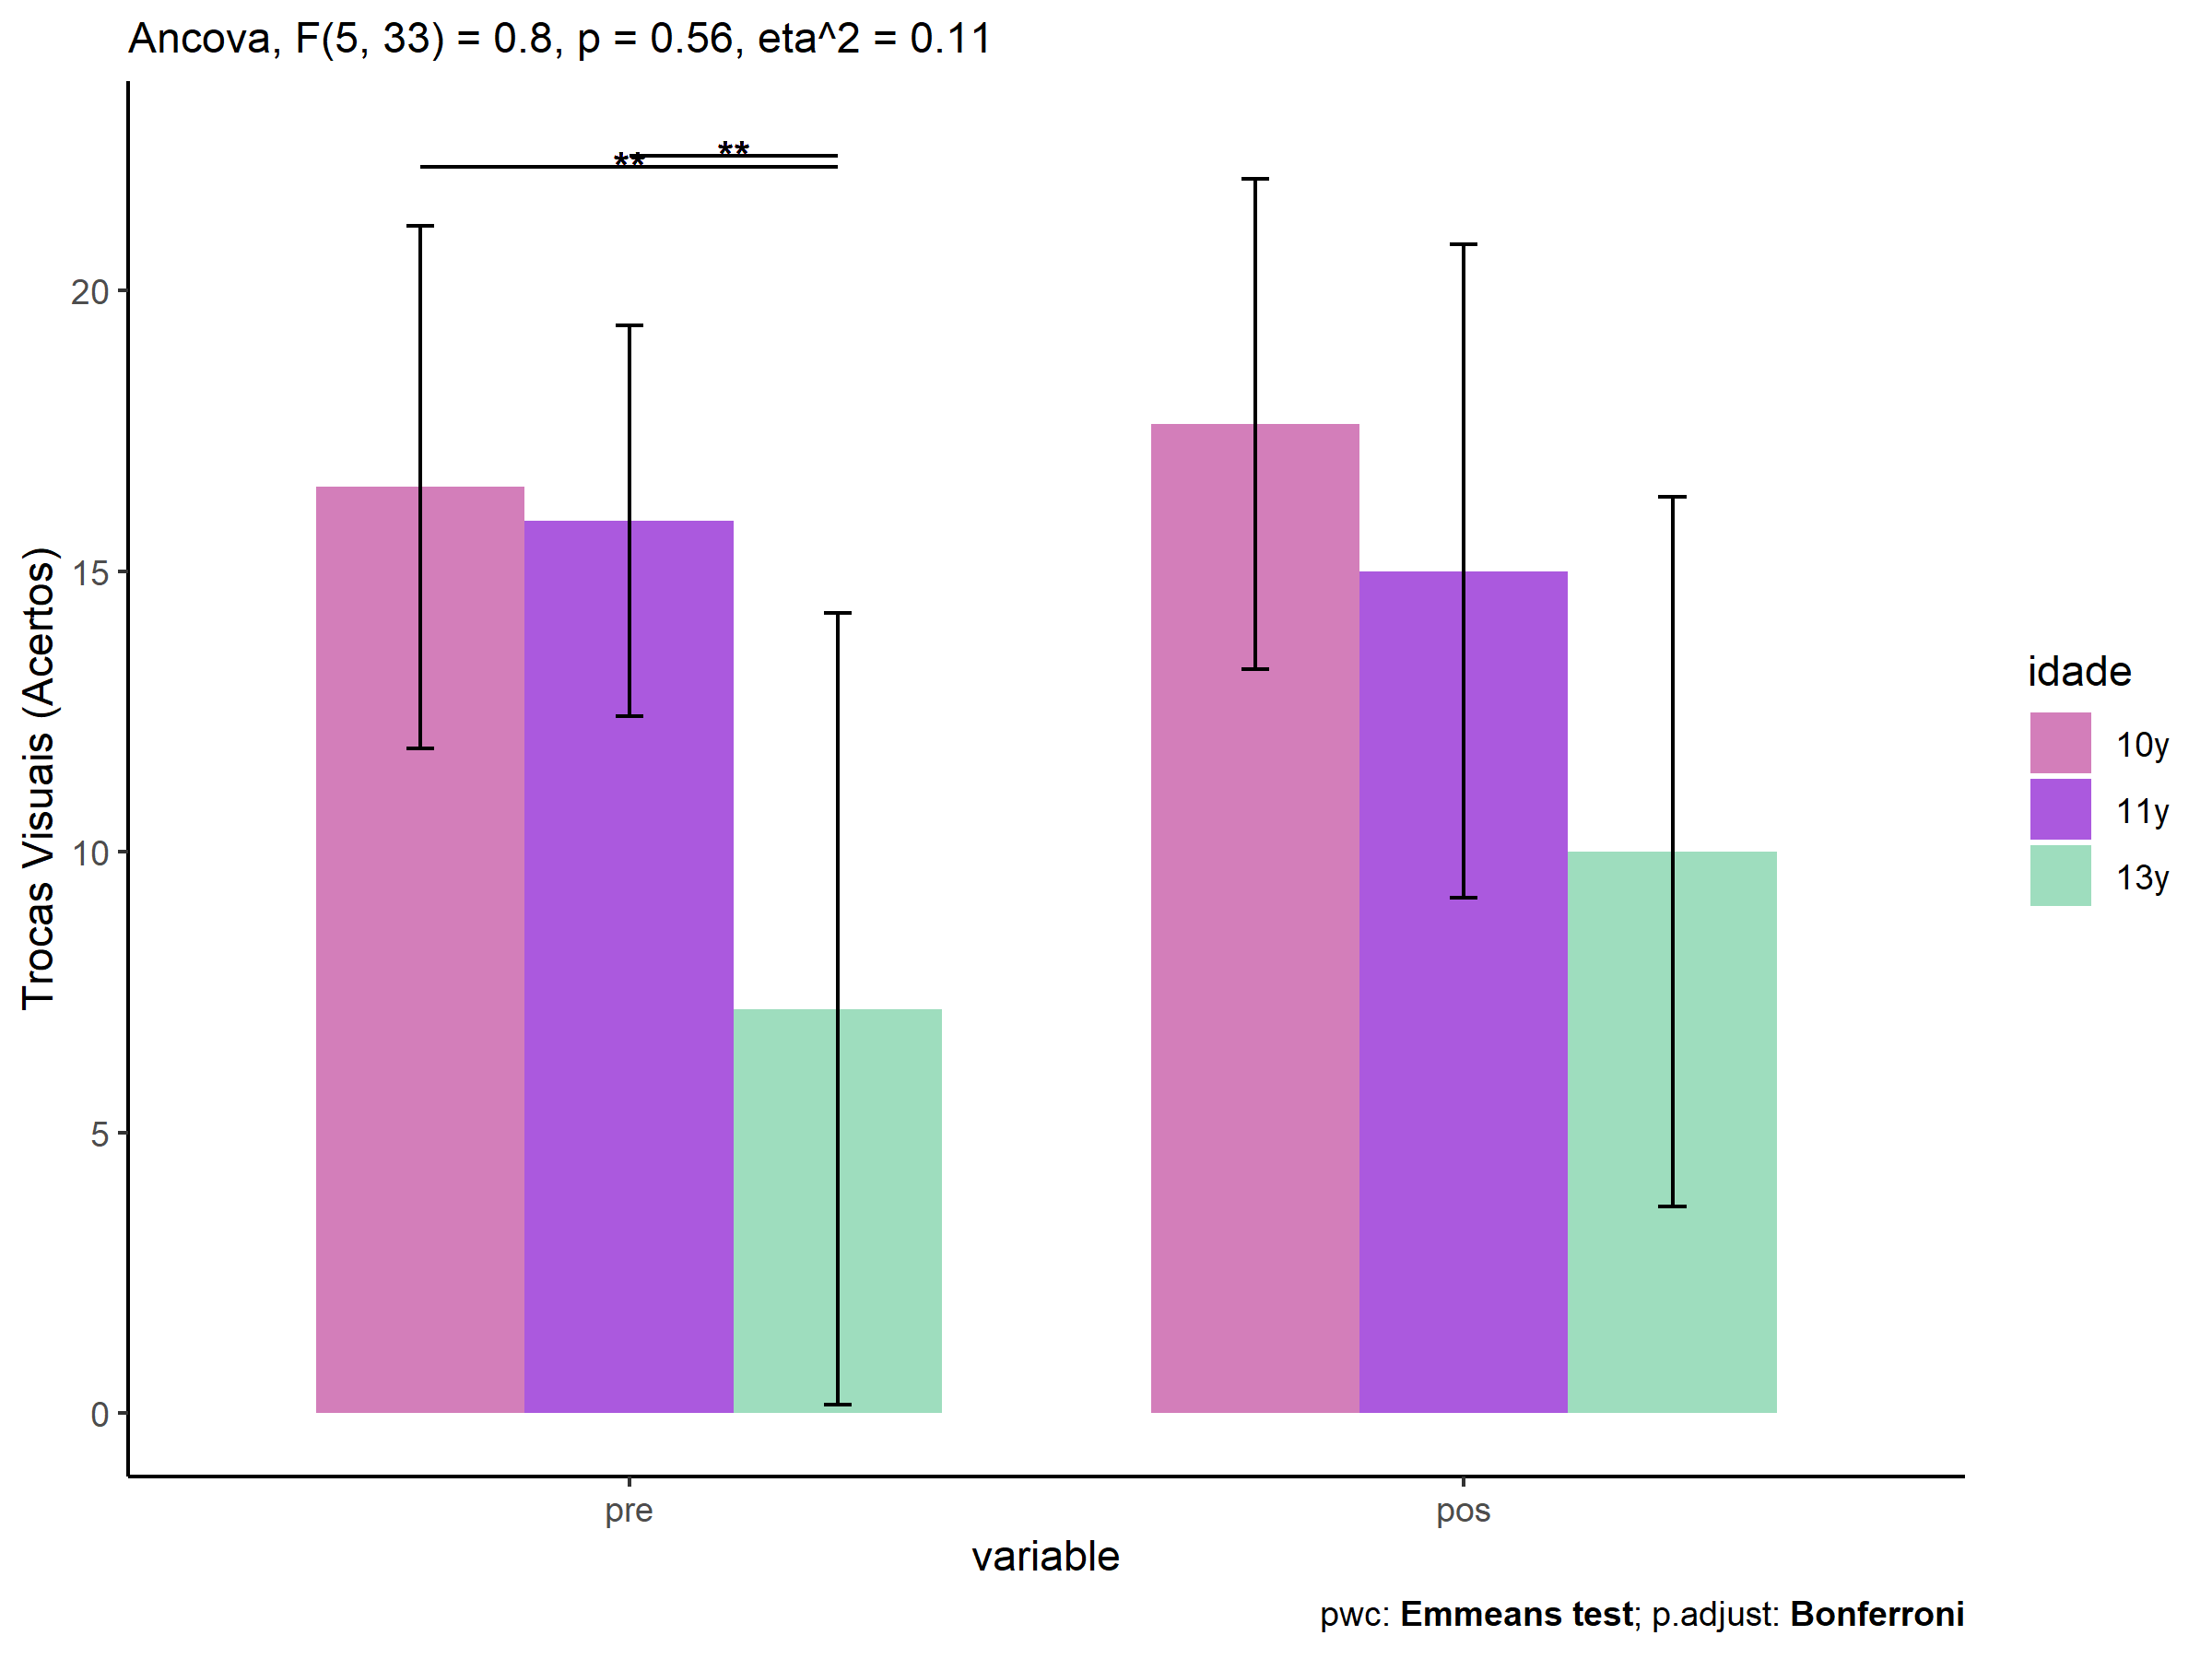 Ancova, F(5, 33) = 0.8, p = 0.56, eta^2 = 0.11
**
**
20
15
10
5
0
Trocas Visuais (Acertos)
pre
pos
variable
idade
10y
11y
13y
pwc: Emmeans test; p.adjust: Bonferroni